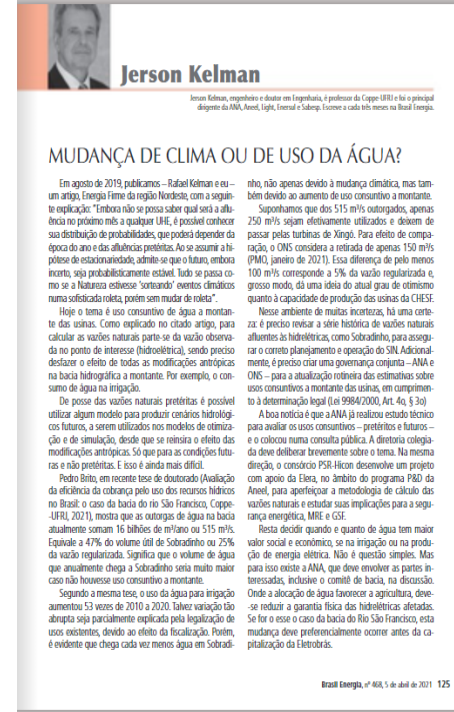 Jerson Kelman
Jerson Kelman, engenheiro e doutor em Engenharia, é professor da Coppe-UFRJ e foi o principal
dirigente da ANA, Aneel, Light, Enersul e Sabesp. Escreve a cada três meses na Brasil Energia.
MUDANÇA DE CLIMA OU DE USO DA ÁGUA?
Em agosto de 2019, publicamos – Rafael Kelman e eu –
um artigo, Energia Firme da região Nordeste, com a seguin-
te explicação: "Embora não se possa saber qual será a aflu-
ência no próximo mês a qualquer UHE, é possível conhecer
sua distribuição de probabilidades, que poderá depender da
época do ano e das afluências pretéritas. Ao se assumir a hi-
pótese de estacionariedade, admite-se que o futuro, embora
incerto, seja probabilisticamente estável. Tudo se passa co-
mo se a Natureza estivesse 'sorteando' eventos climáticos
numa sofisticada roleta, porém sem mudar de roleta".
Hoje o tema é uso consuntivo de água a montan-
te das usinas. Como explicado no citado artigo, para
calcular as vazões naturais parte-se da vazão observa-
da no ponto de interesse (hidroelétrica), sendo preciso
desfazer o efeito de todas as modificações antrópicas
na bacia hidrográfica a montante. Por exemplo, o con-
sumo de água na irrigação.
De posse das vazões naturais pretéritas é possível
utilizar algum modelo para produzir cenários hidrológi-
cos futuros, a serem utilizados nos modelos de otimiza-
ção e de simulação, desde que se reinsira o efeito das
modificações antrópicas. Só que para as condições futu-
ras e não pretéritas. E isso é ainda mais difícil.
Pedro Brito, em recente tese de doutorado (Avaliação
da eficiência da cobrança pelo uso dos recursos hídricos
no Brasil: o caso da bacia do rio São Francisco, Coppe-
-UFRJ, 2021), mostra que as outorgas de água na bacia
atualmente somam 16 bilhões de m³/ano ou 515 m³/s.
Equivale a 47% do volume útil de Sobradinho ou 25%
da vazão regularizada. Significa que o volume de água
que anualmente chega a Sobradinho seria muito maior
caso não houvesse uso consuntivo a montante.
Segundo a mesma tese, o uso da água para irrigação
aumentou 53 vezes de 2010 a 2020. Talvez variação tão
abrupta seja parcialmente explicada pela legalização de
usos existentes, devido ao efeito da fiscalização. Porém,
é evidente que chega cada vez menos água em Sobradi-
nho, não apenas devido à mudança climática, mas tam-
bém devido ao aumento de uso consuntivo a montante.
Suponhamos que dos 515 m³/s outorgados, apenas
250 m³/s sejam efetivamente utilizados e deixem de
passar pelas turbinas de Xingó. Para efeito de compa-
ração, o ONS considera a retirada de apenas 150 m³/s
(PMO, janeiro de 2021). Essa diferença de pelo menos
100 m³/s corresponde a 5% da vazão regularizada e,
grosso modo, dá uma ideia do atual grau de otimismo
quanto à capacidade de produção das usinas da CHESF.
Nesse ambiente de muitas incertezas, há uma certe-
za: é preciso revisar a série histórica de vazões naturais
afluentes às hidrelétricas, como Sobradinho, para assegu-
rar o correto planejamento e operação do SIN. Adicional-
mente, é preciso criar uma governança conjunta – ANA e
ONS – para a atualização rotineira das estimativas sobre
usos consuntivos a montante das usinas, em cumprimen-
to à determinação legal (Lei 9984/2000, Art. 4o, § 3o)
A boa notícia é que a ANA já realizou estudo técnico
para avaliar os usos consuntivos – pretéritos e futuros –
e o colocou numa consulta pública. A diretoria colegia-
da deve deliberar brevemente sobre o tema. Na mesma
direção, o consórcio PSR-Hicon desenvolve um projeto
com apoio da Elera, no âmbito do programa P&D da
Aneel, para aperfeiçoar a metodologia de cálculo das
vazões naturais e estudar suas implicações para a segu-
rança energética, MRE e GSF.
Resta decidir quando e quanto de água tem maior
valor social e econômico, se na irrigação ou na produ-
ção de energia elétrica. Não é questão simples. Mas
para isso existe a ANA, que deve envolver as partes in-
teressadas, inclusive o comitê de bacia, na discussão.
Onde a alocação de água favorecer a agricultura, deve-
-se reduzir a garantia física das hidrelétricas afetadas.
Se for o esse o caso da bacia do Rio São Francisco, esta
mudança deve preferencialmente ocorrer antes da ca-
pitalização da Eletrobrás.
Brasil Energia, nº 468, 5 de abril de 2021 125